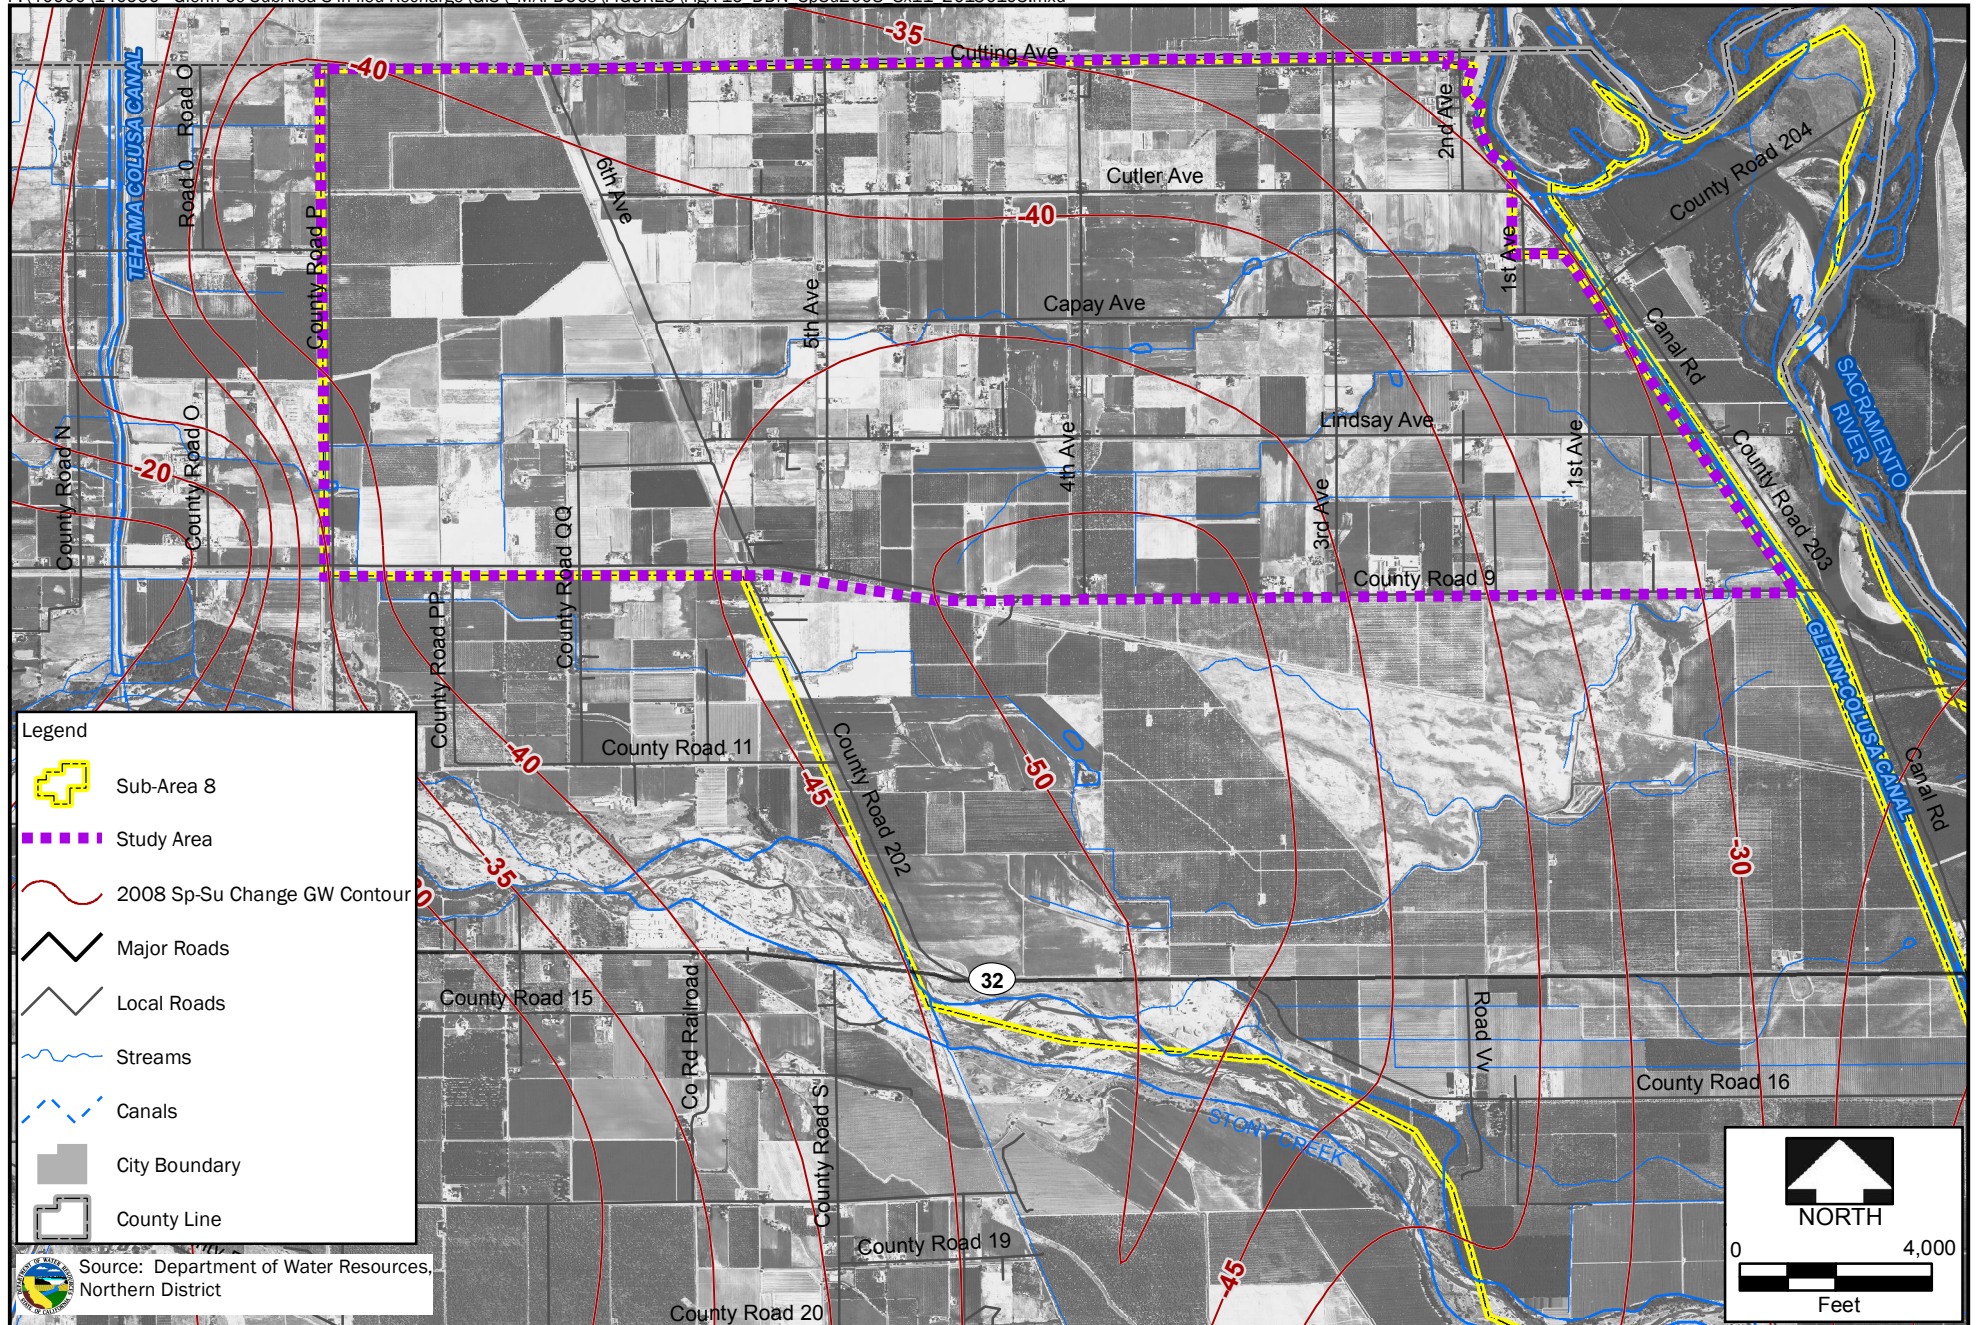 -35
Cutting Ave
-40
TEHAMA COLUSA CANAL
Road O
Road 0
County Road P
6th Ave
2nd Ave
County Road 204
Cutler Ave
-40
1st Ave
5th Ave
Capay Ave
Canal Rd
SACRAMENTO
RIVER
County Road N
County Road O
-20
Lindsay Ave
4th Ave
3rd Ave
1st Ave
County Road 203
County Road QQ
County Road 9
County Road PP
GLENN-COLUSA CANAL
Canal Rd
County Road 11
-40
-45
County Road 202
-50
-30
-35
32
County Road 15
Co Rd Railroad
County Road S
Road Vv
County Road 16
STONY CREEK
County Road 19
-45
County Road 20
Legend
Sub-Area 8
Study Area
2008 Sp-Su Change GW Contour
Major Roads
Local Roads
Streams
Canals
City Boundary
County Line
Source: Department of Water Resources,
Northern District
NORTH
0 4,000
Feet